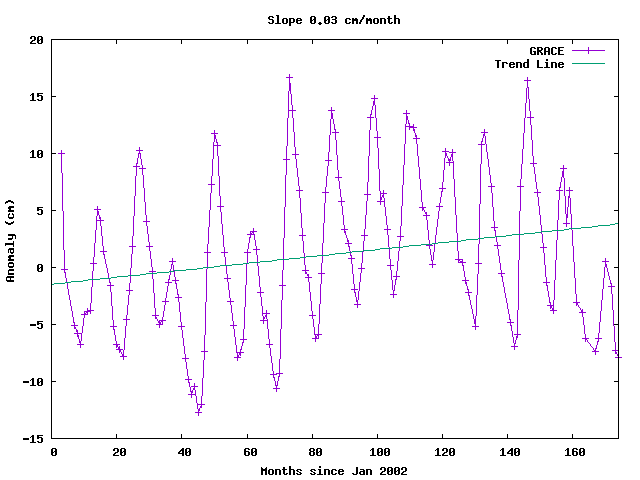 Slope 0.03 cm/month
20
15
10
5
0
-5
-10
-15
Anomaly (cm)
GRACE
Trend Line
0 20 40 60 80 100 120 140 160
Months since Jan 2002